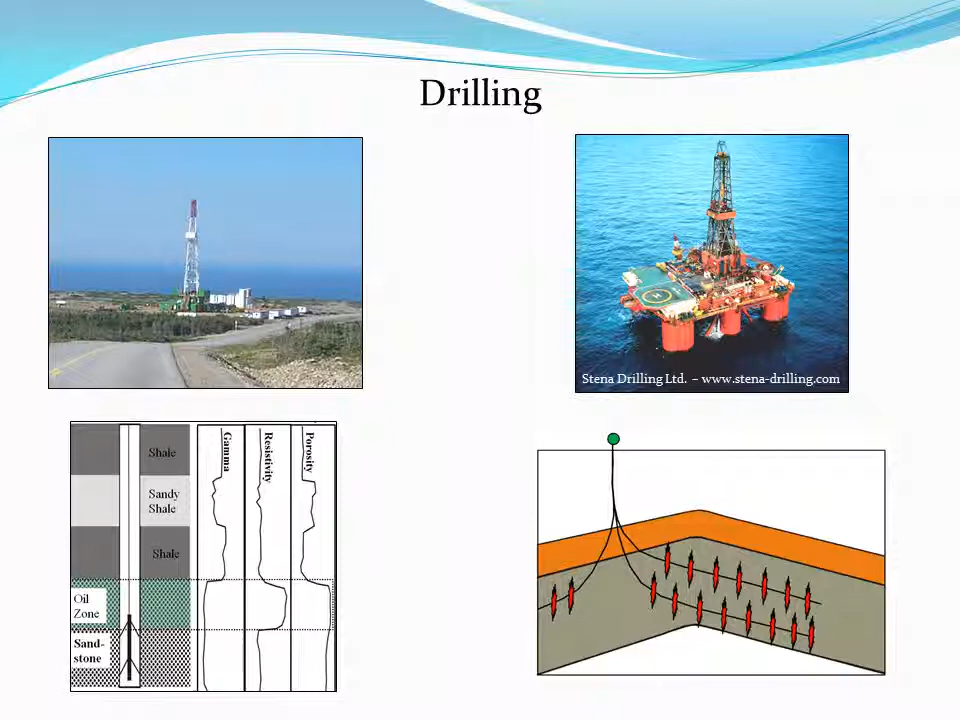 Drilling
Stena Drilling Ltd. – www.stena-drilling.com
Shale
Sandy
Shale
Shale
Oil
Zone
Sand-
stone
Gamma
Resistivity
Porosity